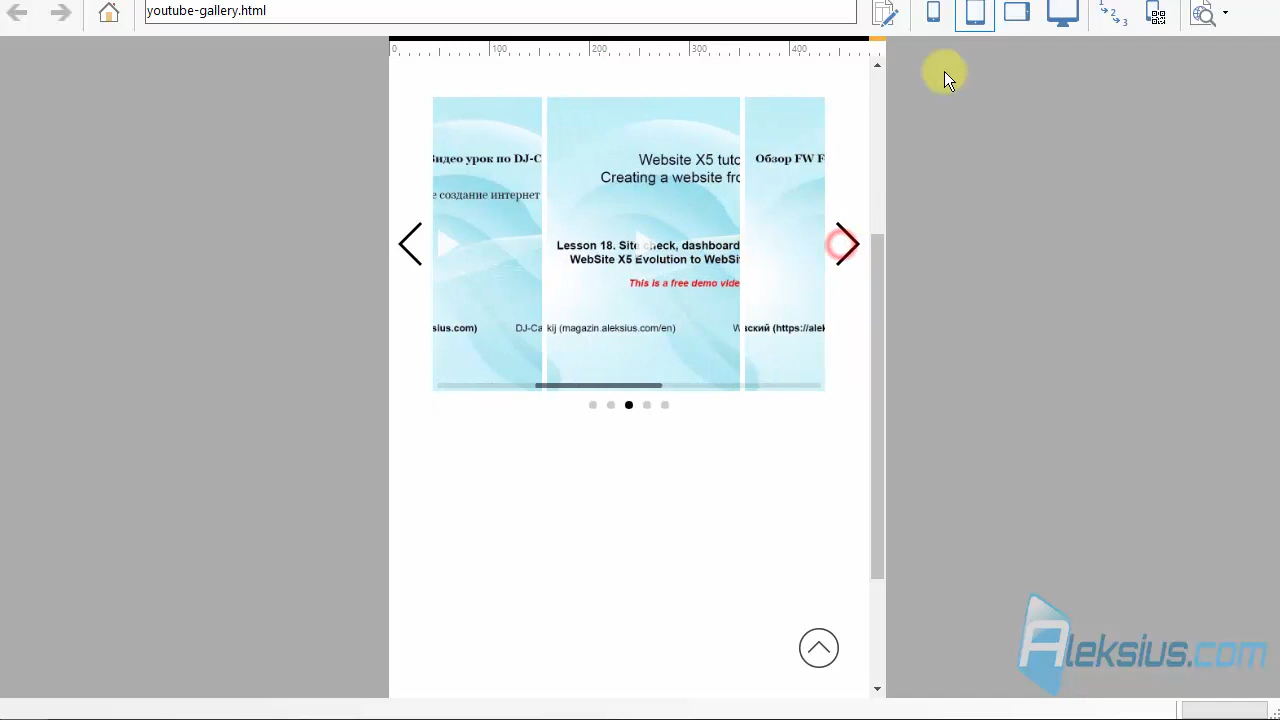 youtube-gallery.html
0 100 200 300 400
Видео урок по DJ-C
е создание интернет
sius.com) DJ-Ca
Website X5 tuto
Creating a website fro
Lesson 18. Site check, dashboard
WebSite X5 Evolution to WebSi
This is a free demo vide
kij (magazin.aleksius.com/en) W
Обзор FW F
вский (https://alek
Aleksius.com